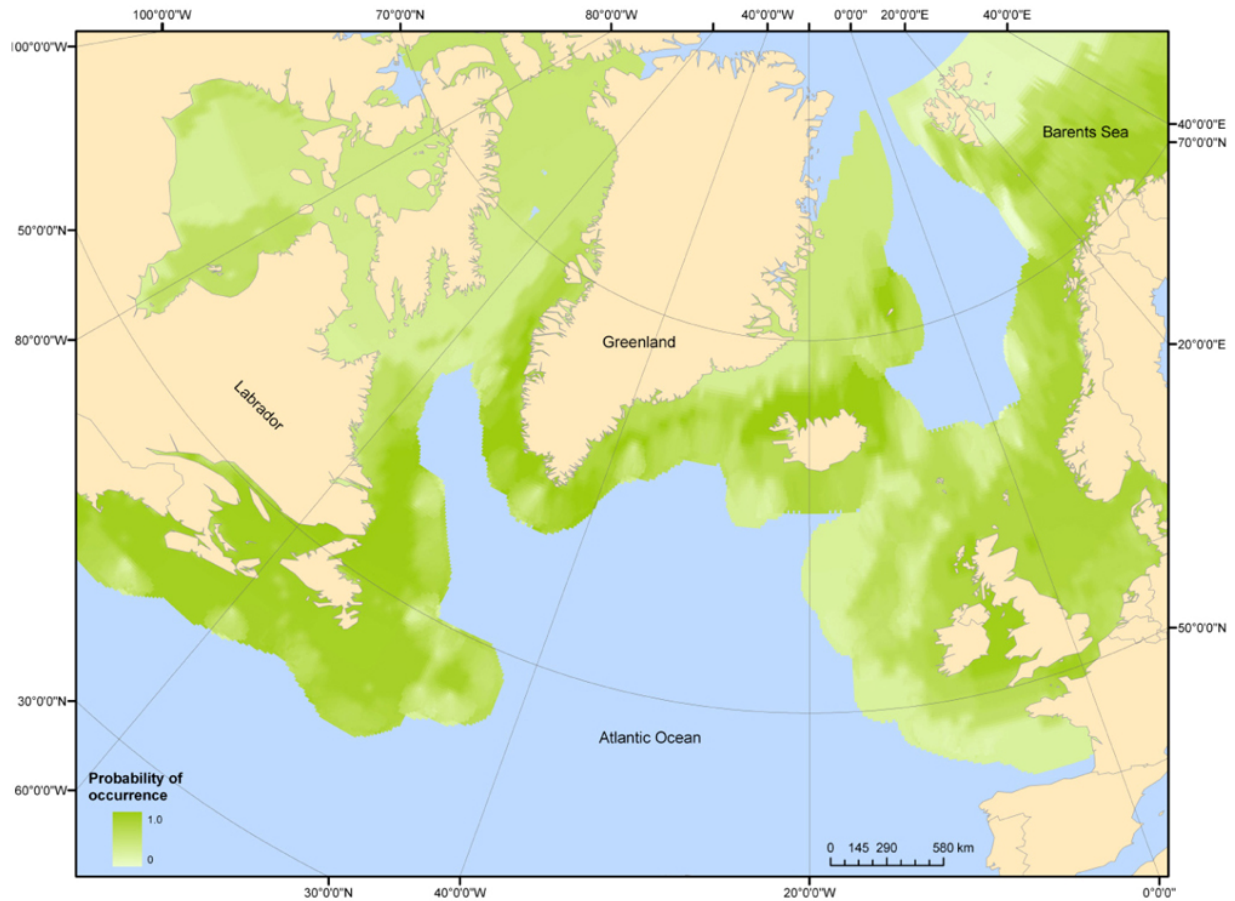 100°0'0"W
70°0'0"N
80°0'0"W
40°0'0"W
0°0'0"
20°0'0"E
40°0'0"E
100°0'0"W
Barents Sea
40°0'0"E
70°0'0"N
50°0'0"N
80°0'0"W
Greenland
20°0'0"E
Labrador
50°0'0"N
30°0'0"N
Atlantic Ocean
Probability of
occurrence
1.0
0
60°0'0"W
0 145 290 580 km
30°0'0"N
40°0'0"W
20°0'0"W
0°0'0"